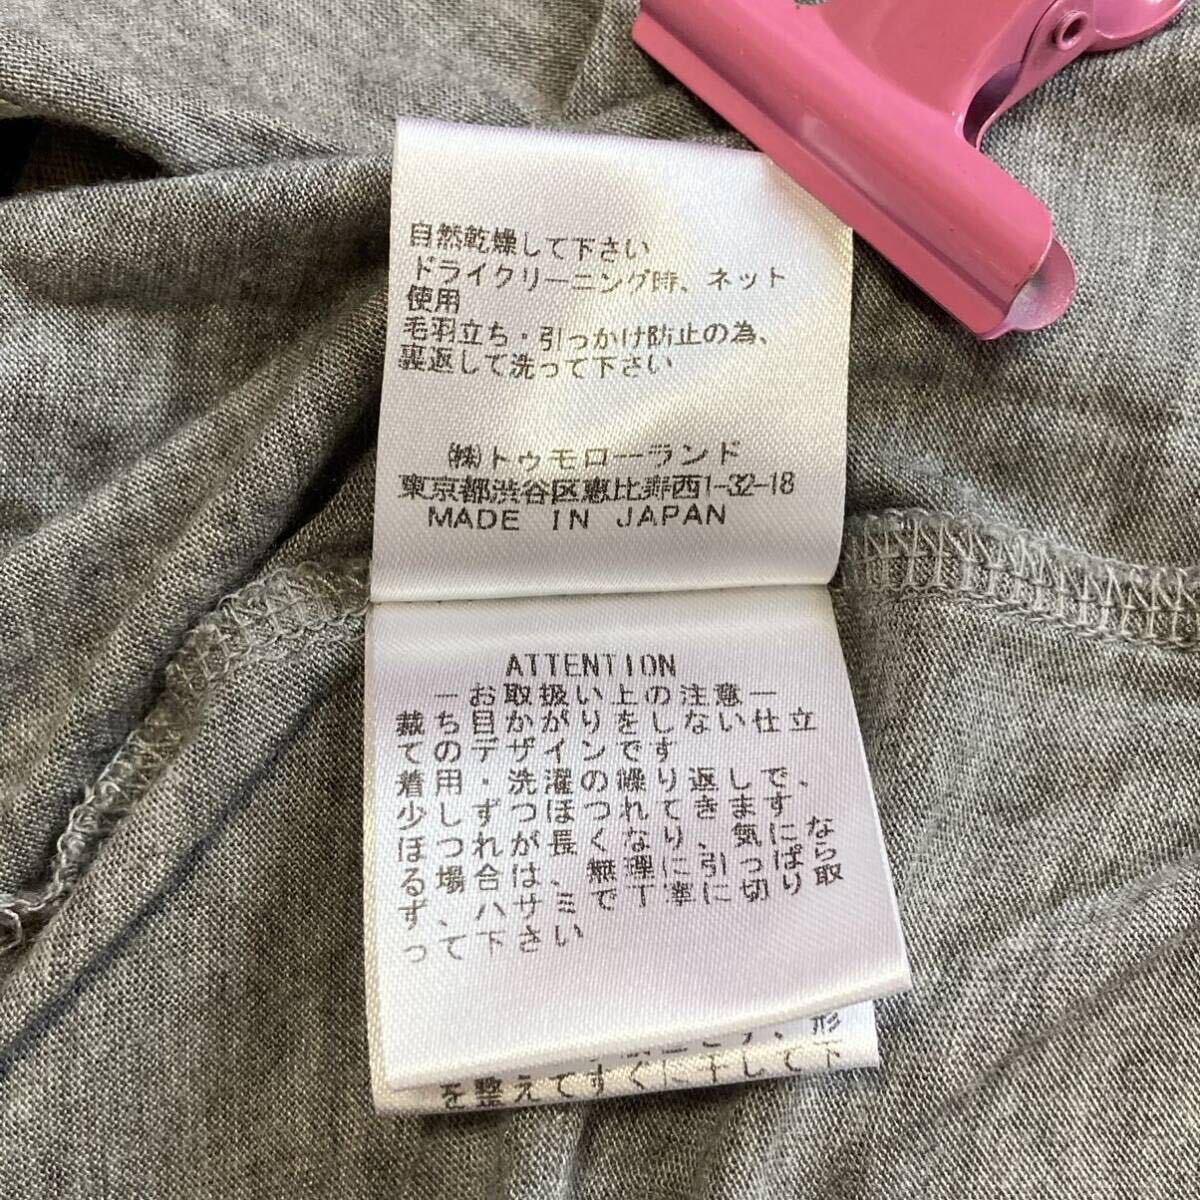 自然乾燥して下さい
ドライクリーニング時、ネット
使用
毛羽立ち・引っかけ防止の為、
裏返して洗って下さい
㈱トゥモローランド
東京都渋谷区恵比寿西1-32-18
MADE IN JAPAN
ATTENTION
－お取扱い上の注意－
裁ち目かがりをしない仕立
てのデザインです
着用・洗濯の繰り返しで、
少しずつほつれてきます。
ほつれが長くなり、気になら
る場合は、無理に引っぱり取
ず、ハサミで丁寧に切
って下さい
、形
を整えてすぐに干して下